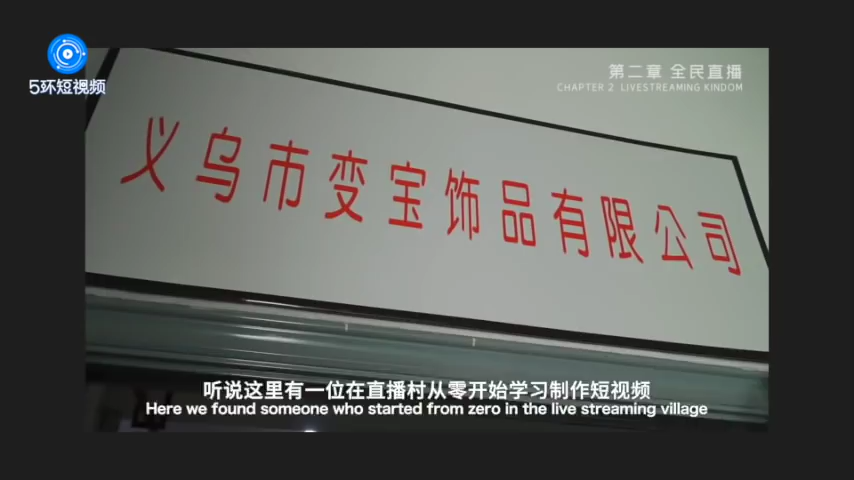 5环短视频
第二章 全民直播
CHAPTER 2 LIVESTREAMING KINDOM
义乌市变宝饰品有限公司
听说这里有一位在直播村从零开始学习制作短视频
Here we found someone who started from zero in the live streaming village